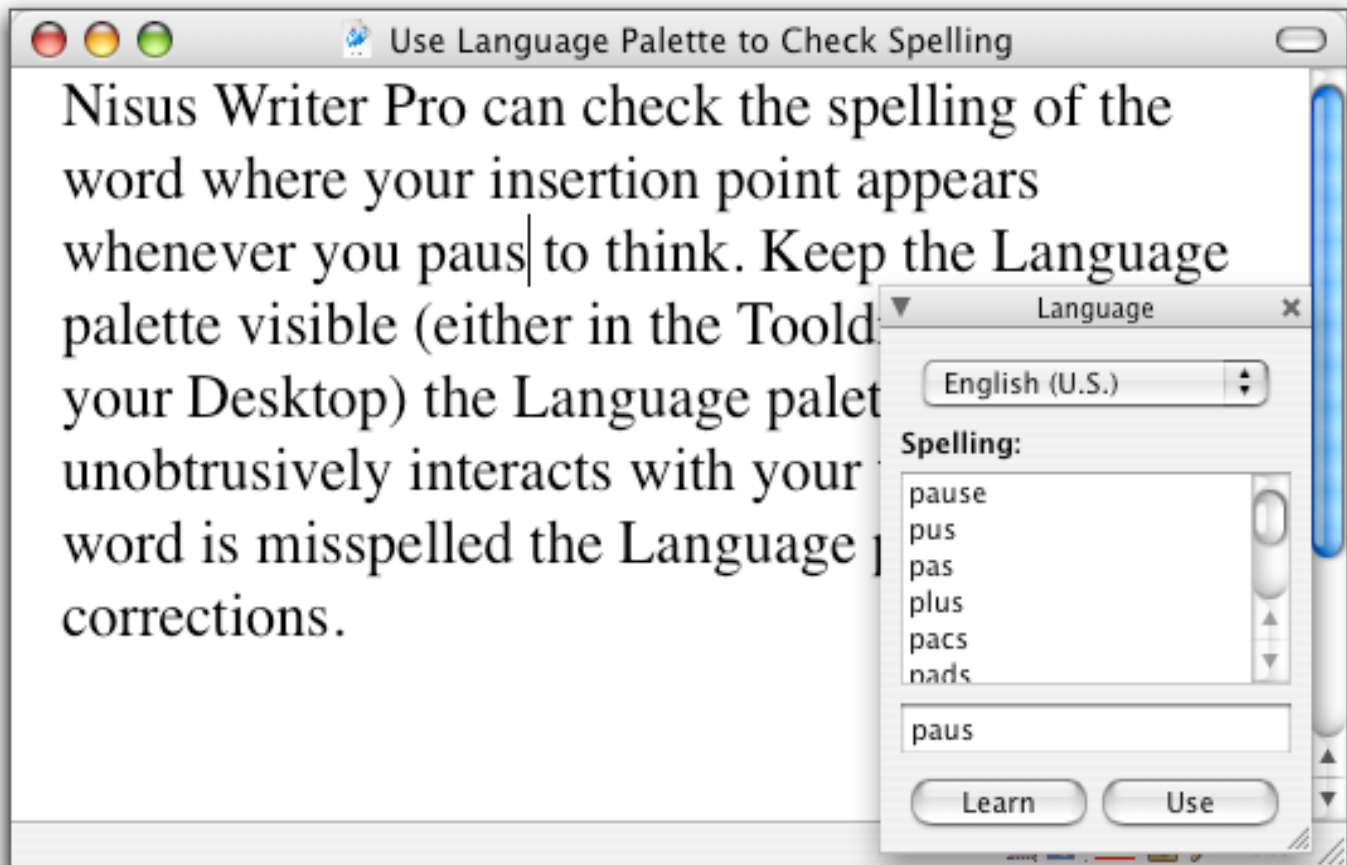 Use Language Palette to Check Spelling
Nisus Writer Pro can check the spelling of the
word where your insertion point appears
whenever you paus to think. Keep the Language
palette visible (either in the
your Desktop) the Language
unobtrusively interacts with your
word is misspelled the Language
corrections.
Language
English (U.S.)
Spelling:
pause
pus
pas
plus
pacs
pads
paus
Learn
Use